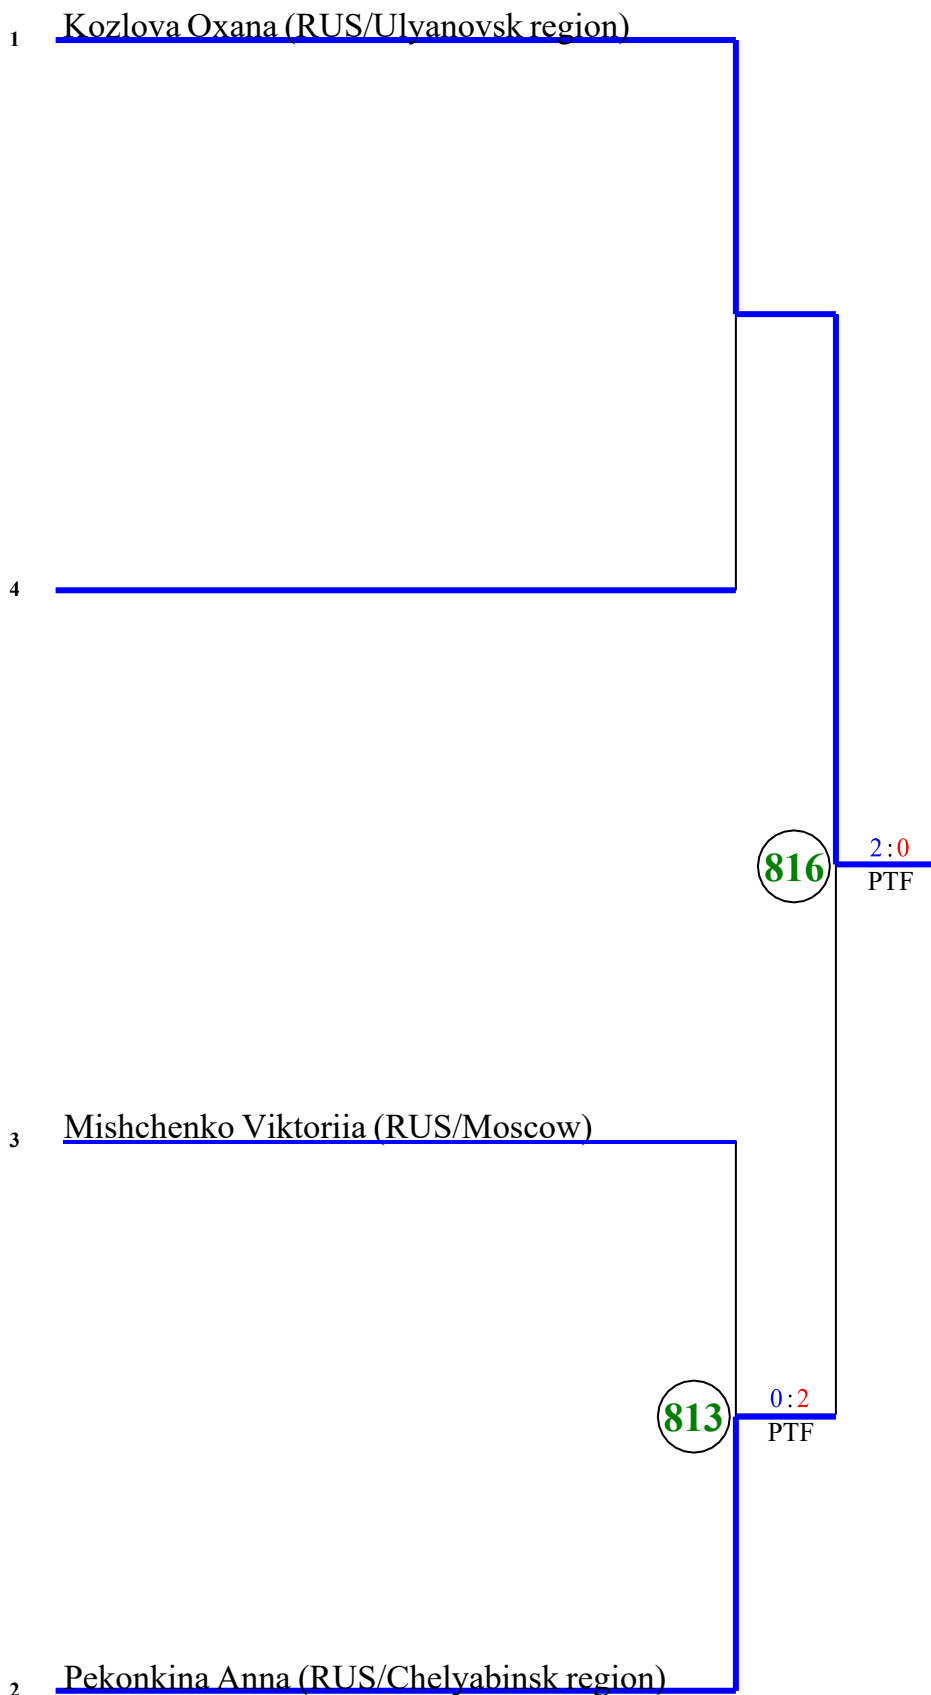 1 Kozlova Oxana (RUS/Ulyanovsk region)
4
816 2:0
PTF
3 Mishchenko Viktoriia (RUS/Moscow)
813 0:2
PTF
2 Pekonkina Anna (RUS/Chelyabinsk region)